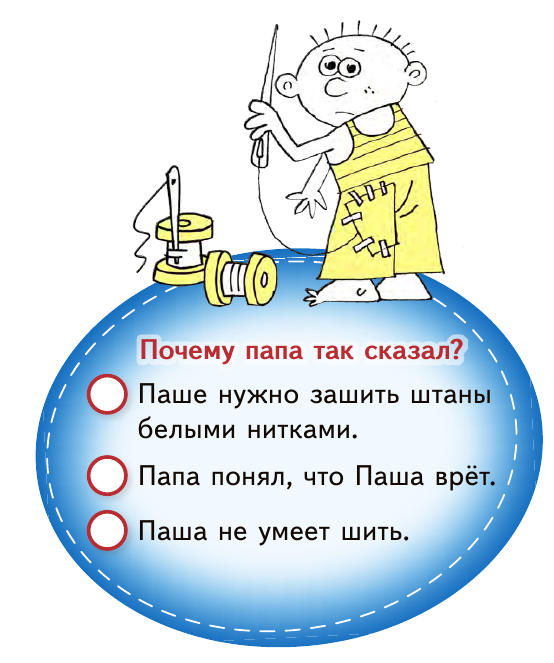 Почему папа так сказал?
Паше нужно зашить штаны
белыми нитками.
Папа понял, что Паша врёт.
Паша не умеет шить.